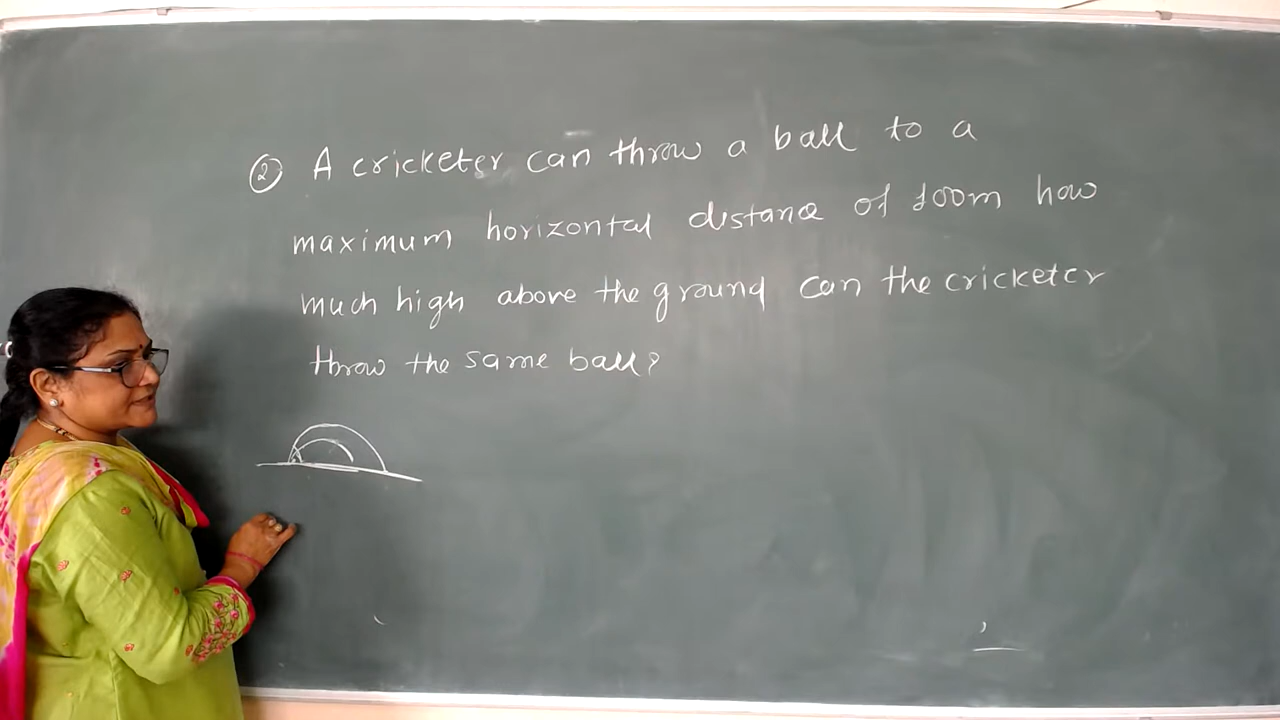 ② A cricketer can throw a ball to a
maximum horizontal distance of 100m how
much high above the ground can the cricketer
throw the same ball?